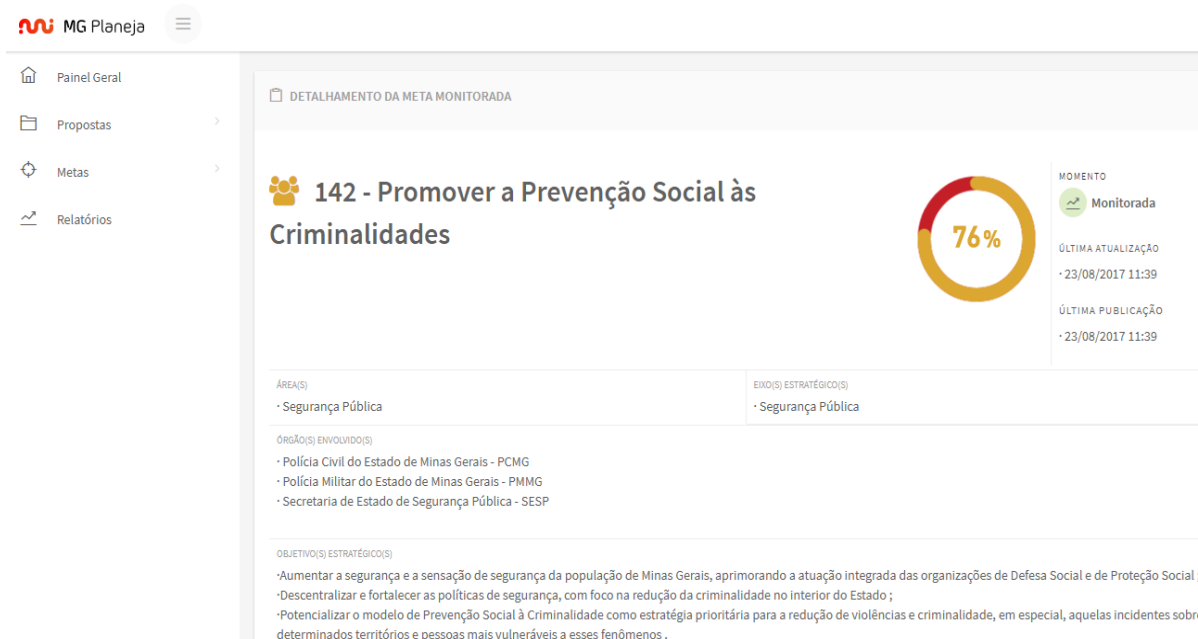 MG Planeja
Painel Geral
Propostas
Metas
Relatórios
DETALHAMENTO DA META MONITORADA
142 - Promover a Prevenção Social às
Criminalidades
76%
MOMENTO
Monitorada
ÚLTIMA ATUALIZAÇÃO
· 23/08/2017 11:39
ÚLTIMA PUBLICAÇÃO
· 23/08/2017 11:39
ÁREA(S)
· Segurança Pública
EIXO(S) ESTRATÉGICO(S)
· Segurança Pública
ÓRGÃO(S) ENVOLVIDO(S)
· Polícia Civil do Estado de Minas Gerais - PCMG
· Polícia Militar do Estado de Minas Gerais - PMMG
· Secretaria de Estado de Segurança Pública - SESP
OBJETIVO(S) ESTRATÉGICO(S)
·Aumentar a segurança e a sensação de segurança da população de Minas Gerais, aprimorando a atuação integrada das organizações de Defesa Social e de Proteção Social
·Descentralizar e fortalecer as políticas de segurança, com foco na redução da criminalidade no interior do Estado ;
·Potencializar o modelo de Prevenção Social à Criminalidade como estratégia prioritária para a redução de violências e criminalidade, em especial, aquelas incidentes sobr
determinados territórios e pessoas mais vulneráveis a esses fenômenos .